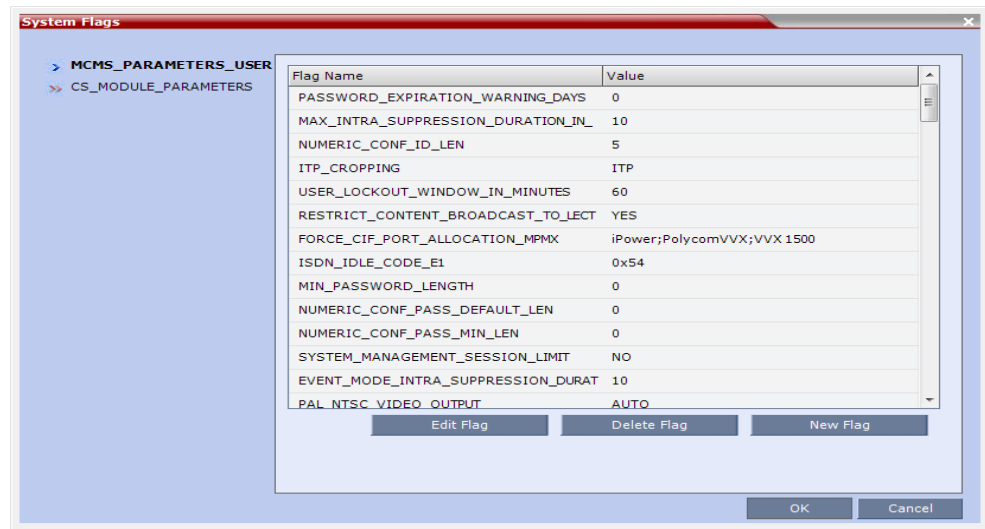 System Flags
MCMS_PARAMETERS_USER
CS_MODULE_PARAMETERS
Flag Name Value
PASSWORD_EXPIRATION_WARNING_DAYS 0
MAX_INTRA_SUPPRESSION_DURATION_IN_ 10
NUMERIC_CONF_ID_LEN 5
ITP_CROPPING ITP
USER_LOCKOUT_WINDOW_IN_MINUTES 60
RESTRICT_CONTENT_BROADCAST_TO_LECT YES
FORCE_CIF_PORT_ALLOCATION_MPMX iPower;PolycomVVX;VVX 1500
ISDN_IDLE_CODE_E1 0x54
MIN_PASSWORD_LENGTH 0
NUMERIC_CONF_PASS_DEFAULT_LEN 0
NUMERIC_CONF_PASS_MIN_LEN 0
SYSTEM_MANAGEMENT_SESSION_LIMIT NO
EVENT_MODE_INTRA_SUPPRESSION_DURAT 10
PAL_NTSC_VIDEO_OUTPUT AUTO
Edit Flag Delete Flag New Flag
OK Cancel